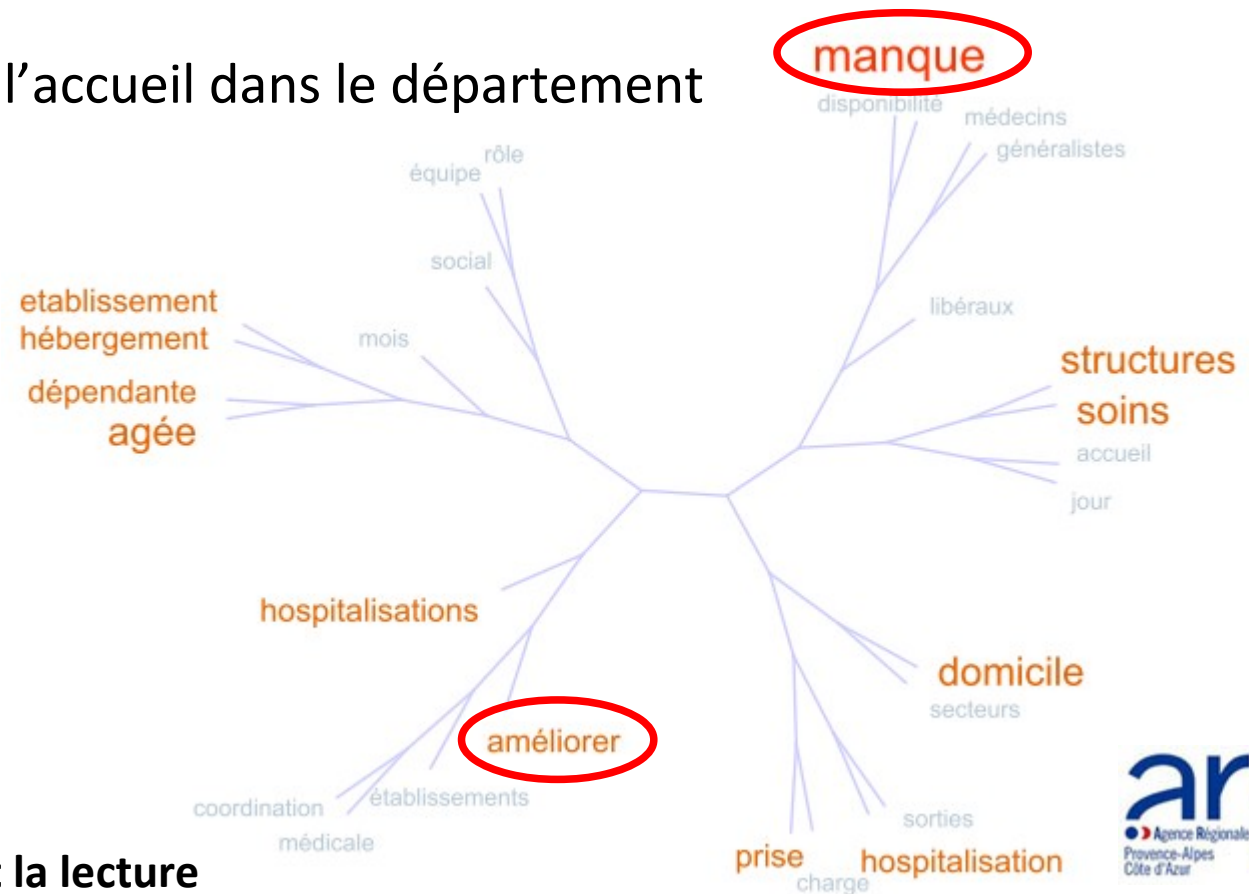 l’accueil dans le département
manque
disponibilité
médecins
généralistes
rôle
équipe
social
libéraux
etablissement
hébergement
mois
dépendante
agée
structures
soins
accueil
jour
hospitalisations
domicile
secteurs
améliorer
établissements
coordination
médicale
sorties
prise
hospitalisation
charge
Agence Régionale
Provence-Alpes
Côte d’Azur
la lecture